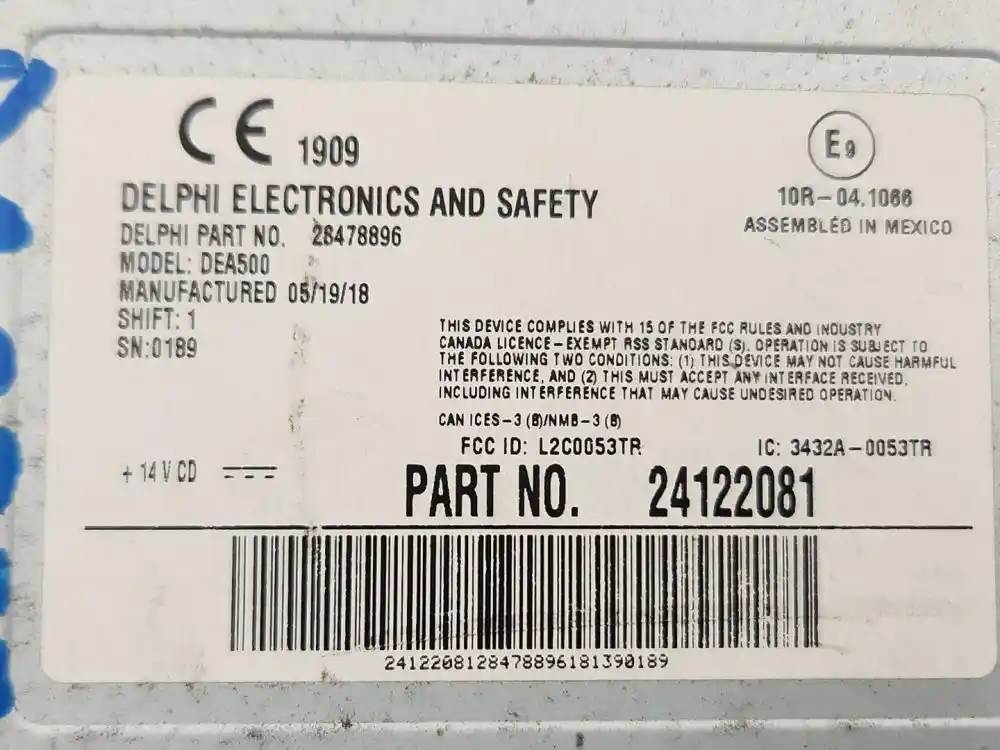 CE 1909
E9
10R-04.1066
ASSEMBLED IN MEXICO
DELPHI ELECTRONICS AND SAFETY
DELPHI PART NO. 28478896
MODEL: DEA500
MANUFACTURED 05/19/18
SHIFT: 1
SN:0189
THIS DEVICE COMPLIES WITH 15 OF THE FCC RULES AND INDUSTRY
CANADA LICENCE-EXEMPT RSS STANDARD (S). OPERATION IS SUBJECT TO
THE FOLLOWING TWO CONDITIONS: (1) THIS DEVICE MAY NOT CAUSE HARMFUL
INTERFERENCE, AND (2) THIS MUST ACCEPT ANY INTERFACE RECEIVED,
INCLUDING INTERFERENCE THAT MAY CAUSE UNDESIRED OPERATION.
CAN ICES-3 (B)/NMB-3 (B)
FCC ID: L2C0053TR IC: 3432A-0053TR
+ 14 V CD
PART NO. 24122081
2412208128478896181390189